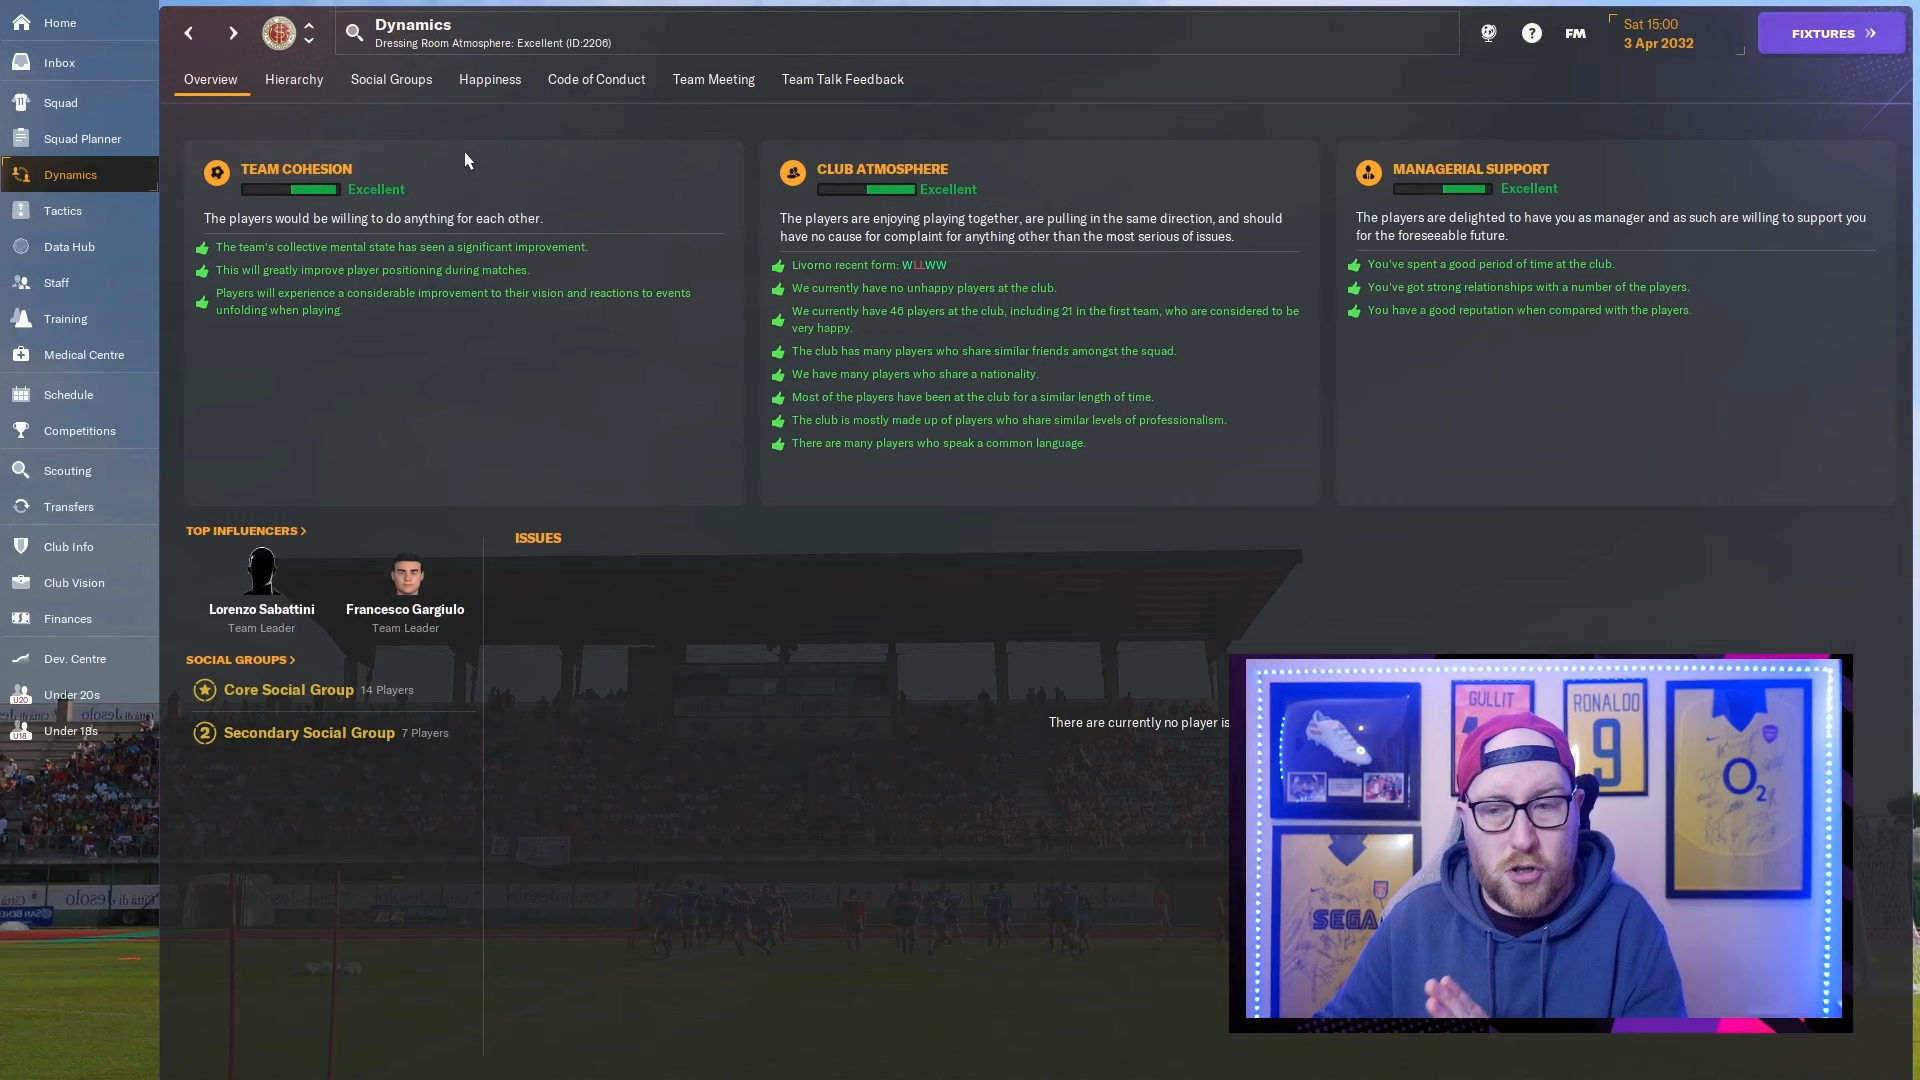 Home
Inbox
Squad
Squad Planner
Dynamics
Tactics
Data Hub
Staff
Training
Medical Centre
Schedule
Competitions
Scouting
Transfers
Club Info
Club Vision
Finances
Dev. Centre
U20
Under 20s
U18
Under 18s
Dynamics
Dressing Room Atmosphere: Excellent (ID:2206)
FM
Sat 15:00
3 Apr 2032
FIXTURES
Overview
Hierarchy
Social Groups
Happiness
Code of Conduct
Team Meeting
Team Talk Feedback
TEAM COHESION
Excellent
The players would be willing to do anything for each other.
The team's collective mental state has seen a significant improvement.
This will greatly improve player positioning during matches.
Players will experience a considerable improvement to their vision and reactions to events
unfolding when playing.
CLUB ATMOSPHERE
Excellent
The players are enjoying playing together, are pulling in the same direction, and should
have no cause for complaint for anything other than the most serious of issues.
Livorno recent form: WLLWW
We currently have no unhappy players at the club.
We currently have 46 players at the club, including 21 in the first team, who are considered to be
very happy.
The club has many players who share similar friends amongst the squad.
We have many players who share a nationality.
Most of the players have been at the club for a similar length of time.
The club is mostly made up of players who share similar levels of professionalism.
There are many players who speak a common language.
MANAGERIAL SUPPORT
Excellent
The players are delighted to have you as manager and as such are willing to support you
for the foreseeable future.
You've spent a good period of time at the club.
You've got strong relationships with a number of the players.
You have a good reputation when compared with the players.
TOP INFLUENCERS
Lorenzo Sabattini
Team Leader
Francesco Gargiulo
Team Leader
SOCIAL GROUPS
Core Social Group 14 Players
2 Secondary Social Group 7 Players
ISSUES
There are currently no player is
GULLIT
RONALDO
9
O2
SEGA